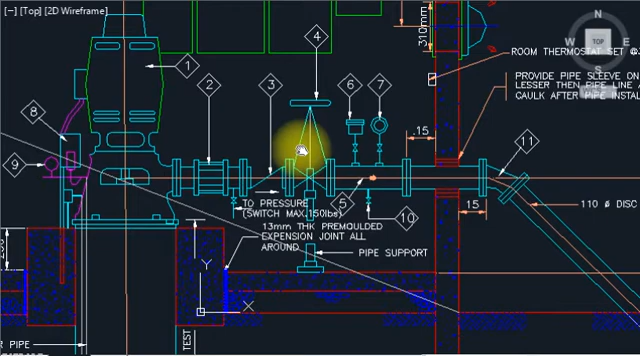 [−] [Top] [2D Wireframe]
N
W
TOP
E
S
310mm
4
1
2
3
6
7
8
9
ROOM THERMOSTAT SET
PROVIDE PIPE SLEEVE ON
LESSER THEN PIPE LINE
CAULK AFTER PIPE INSTAL
.15
11
5
10
15
110 ø DISC
TO PRESSURE
(SWITCH MAX.150lbs)
13mm THK PREMOULDED
EXPENSION JOINT ALL
AROUND
PIPE SUPPORT
Y
X
PIPE
TEST